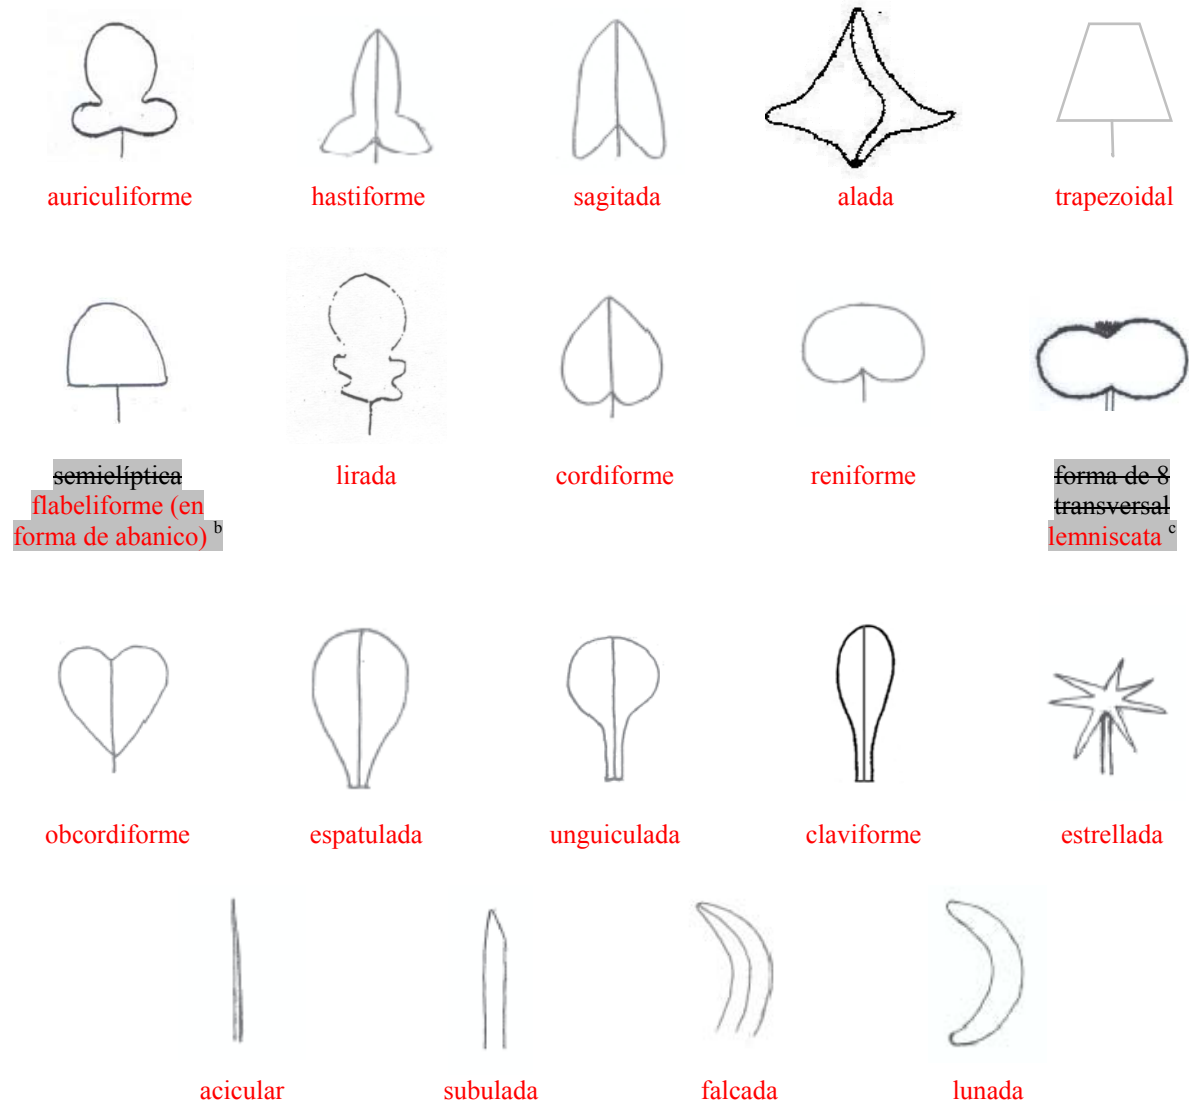 auriculiforme hastiforme sagitada alada trapezoidal
semielíptica lirada cordiforme reniforme forma de 8
flabeliforme (en transversal
forma de abanico) b lemniscata c
obcordiforme espatulada unguiculada claviforme estrellada
acicular subulada falcada lunada